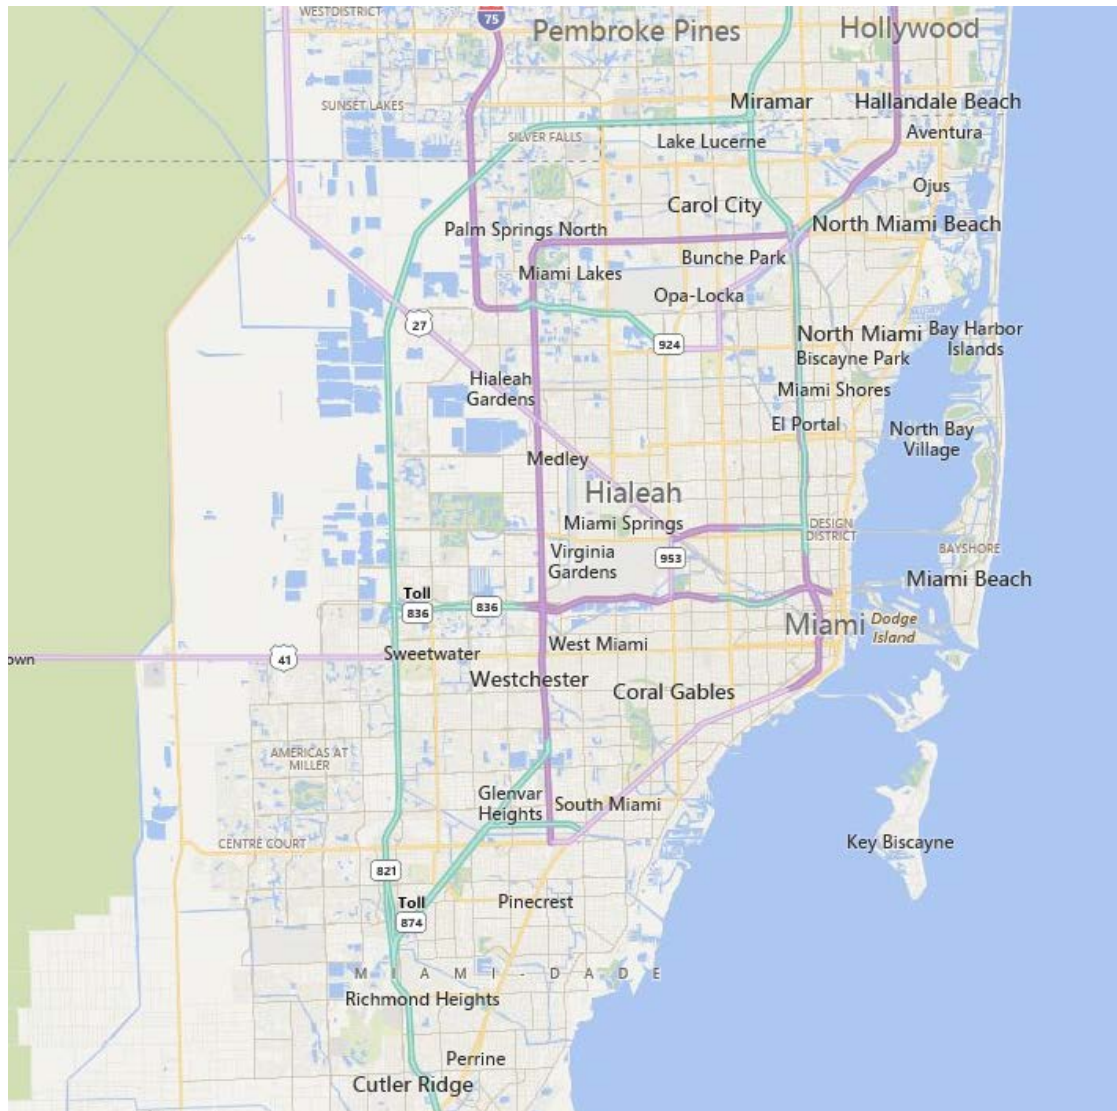 WESTDISTRICT
75
Pembroke Pines
Hollywood
SUNSET LAKES
Miramar
Hallandale Beach
SILVER FALLS
Lake Lucerne
Aventura
Ojus
Carol City
Palm Springs North
North Miami Beach
Bunche Park
Miami Lakes
Opa-Locka
27
924
North Miami
Bay Harbor
Islands
Biscayne Park
Hialeah
Gardens
Miami Shores
El Portal
North Bay
Village
Medley
Hialeah
Miami Springs
DESIGN
DISTRICT
Virginia
Gardens
953
BAYSHORE
Miami Beach
Toll
836
836
Miami
Dodge
Island
West Miami
own
41
Sweetwater
Westchester
Coral Gables
AMERICAS AT
MILLER
Glenvar
Heights
South Miami
CENTRE COURT
Key Biscayne
821
Toll
874
Pinecrest
MIAMI-DADE
Richmond Heights
Perrine
Cutler Ridge